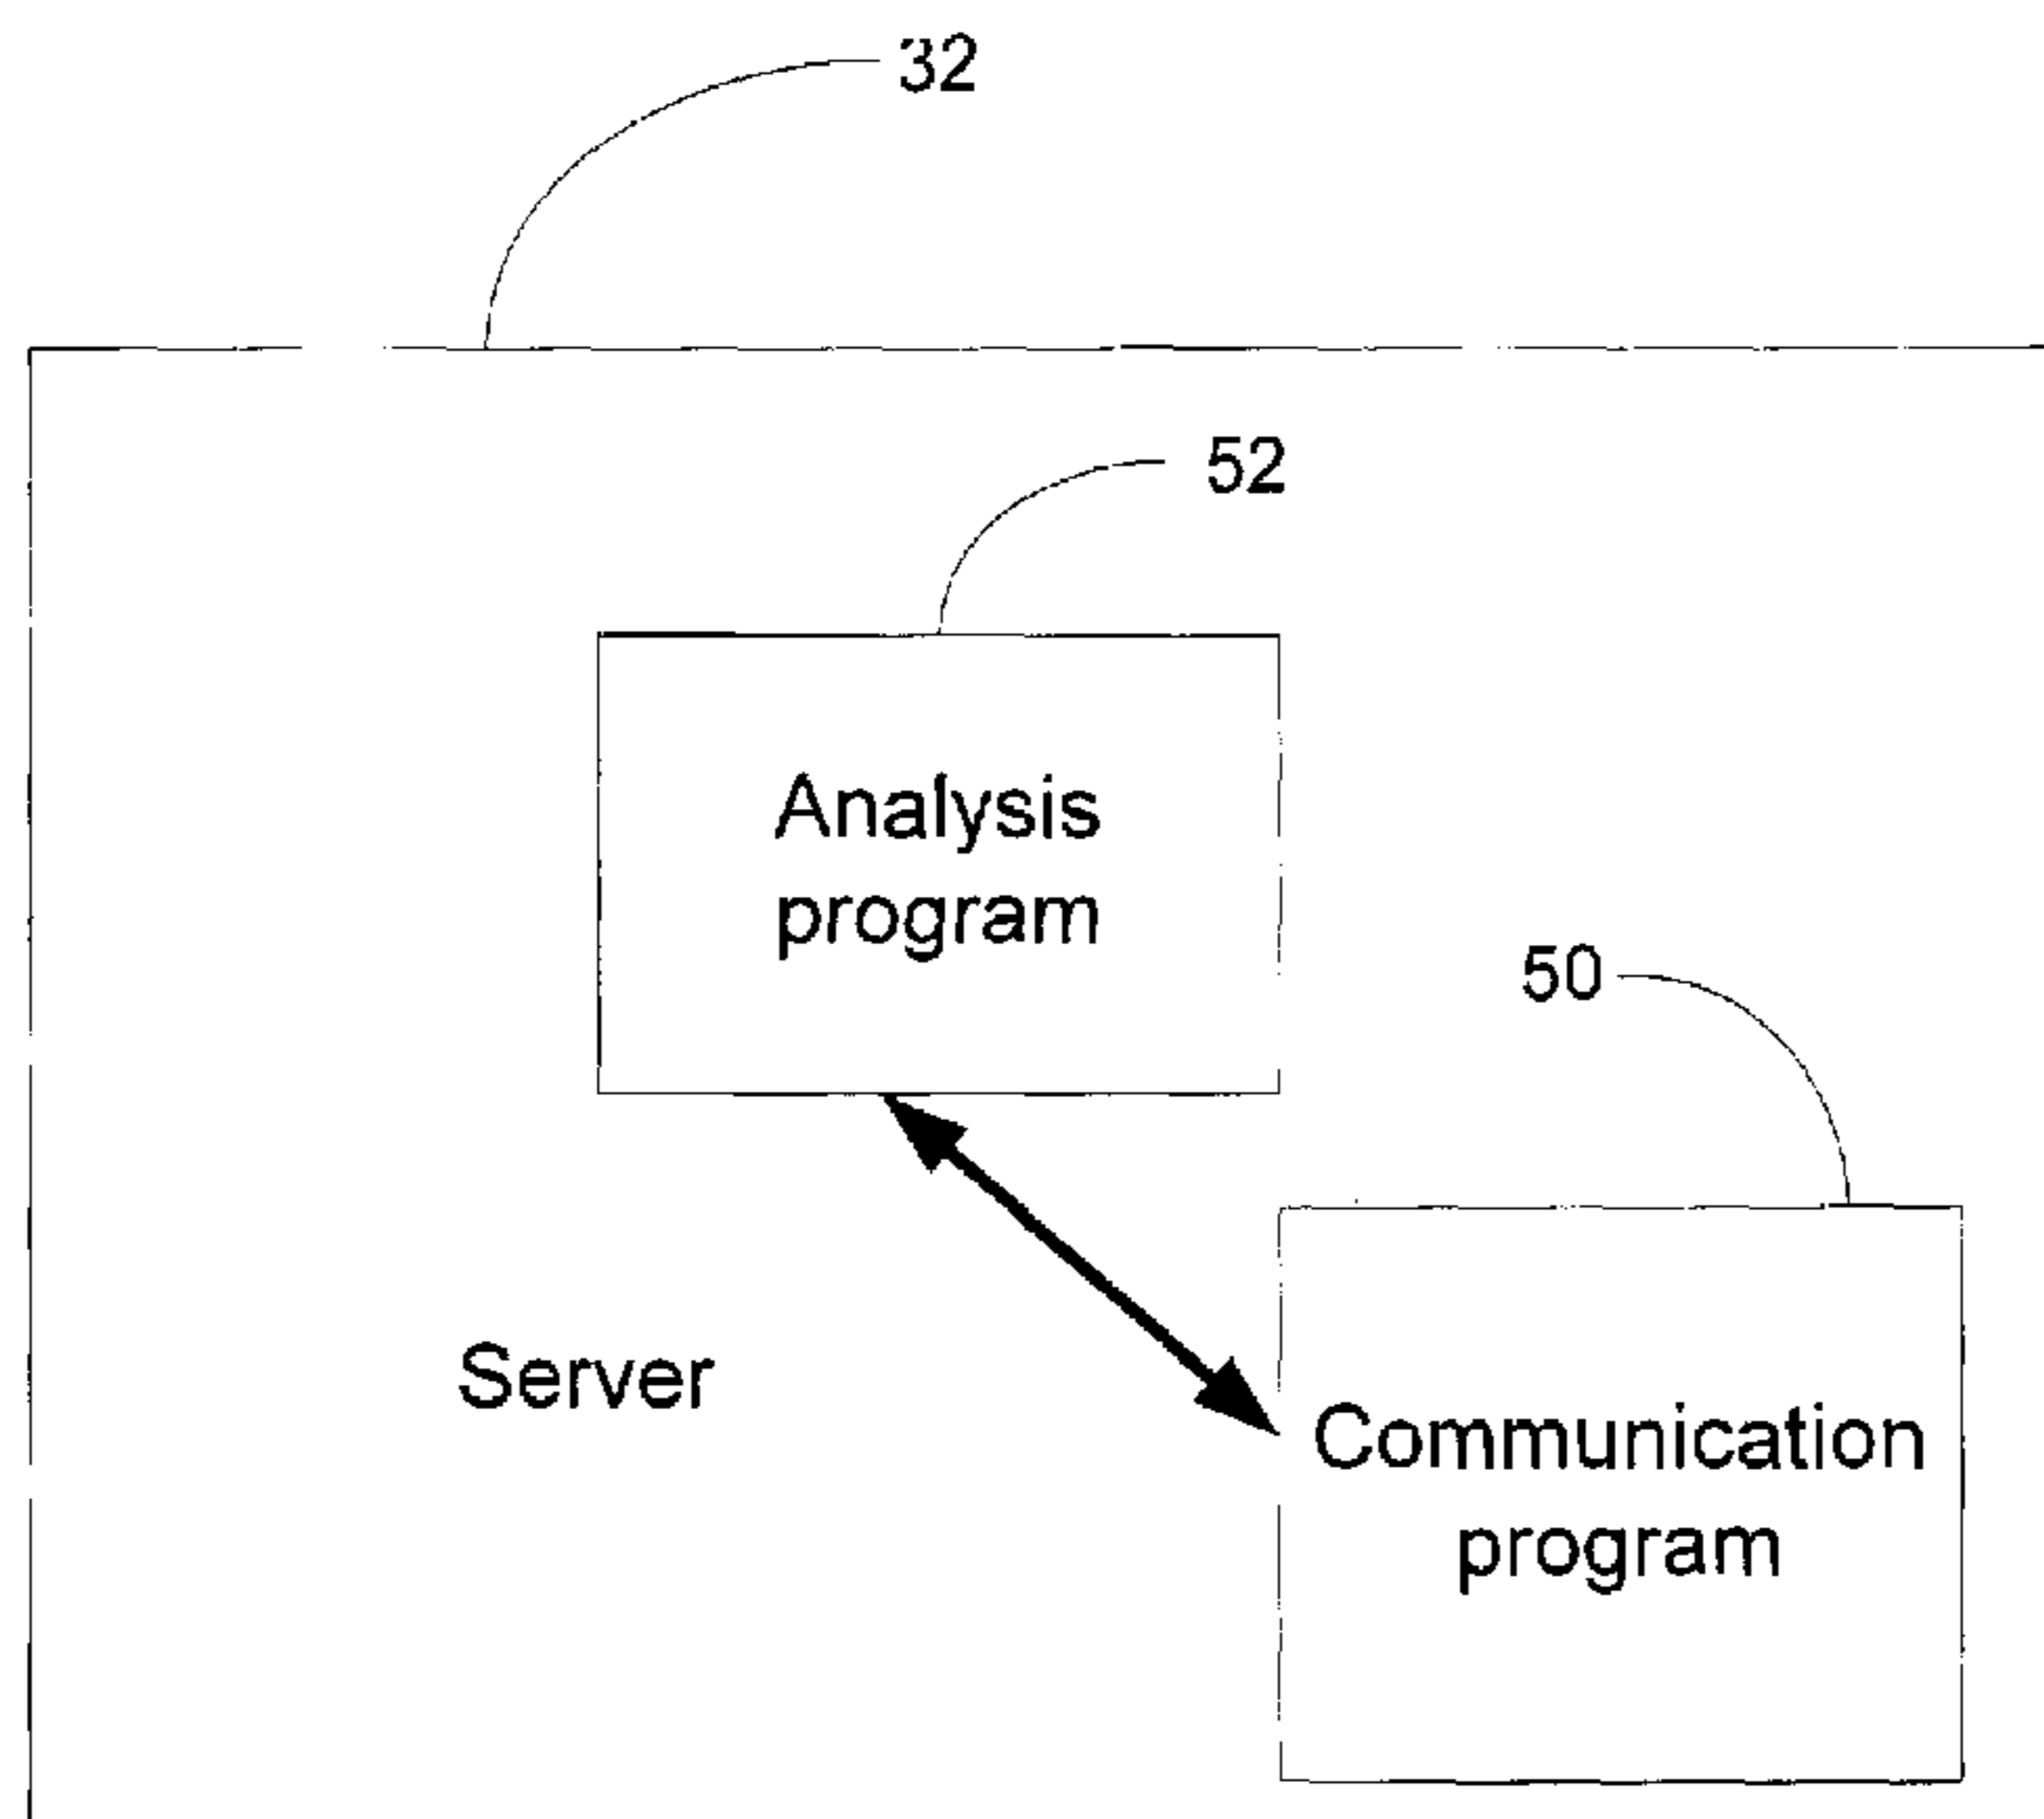 32
52
Analysis
program
50
Server
Communication
program